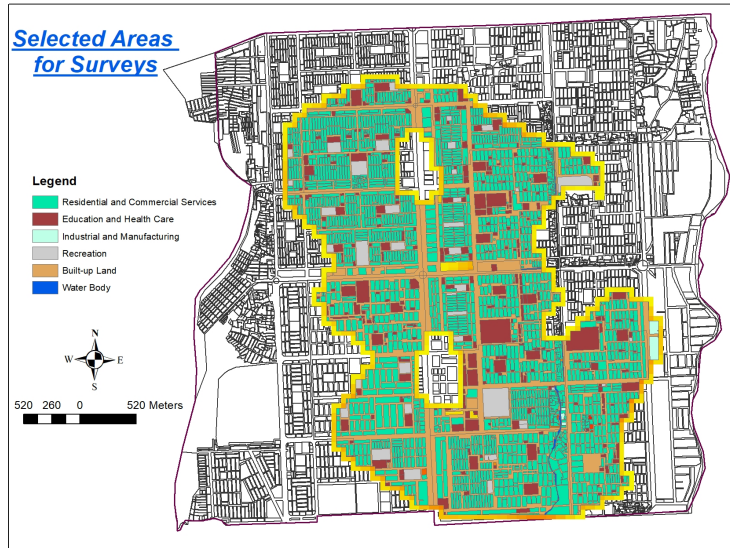 Selected Areas
for Surveys
Legend
Residential and Commercial Services
Education and Health Care
Industrial and Manufacturing
Recreation
Built-up Land
Water Body
N
W E
S
520 260 0 520 Meters